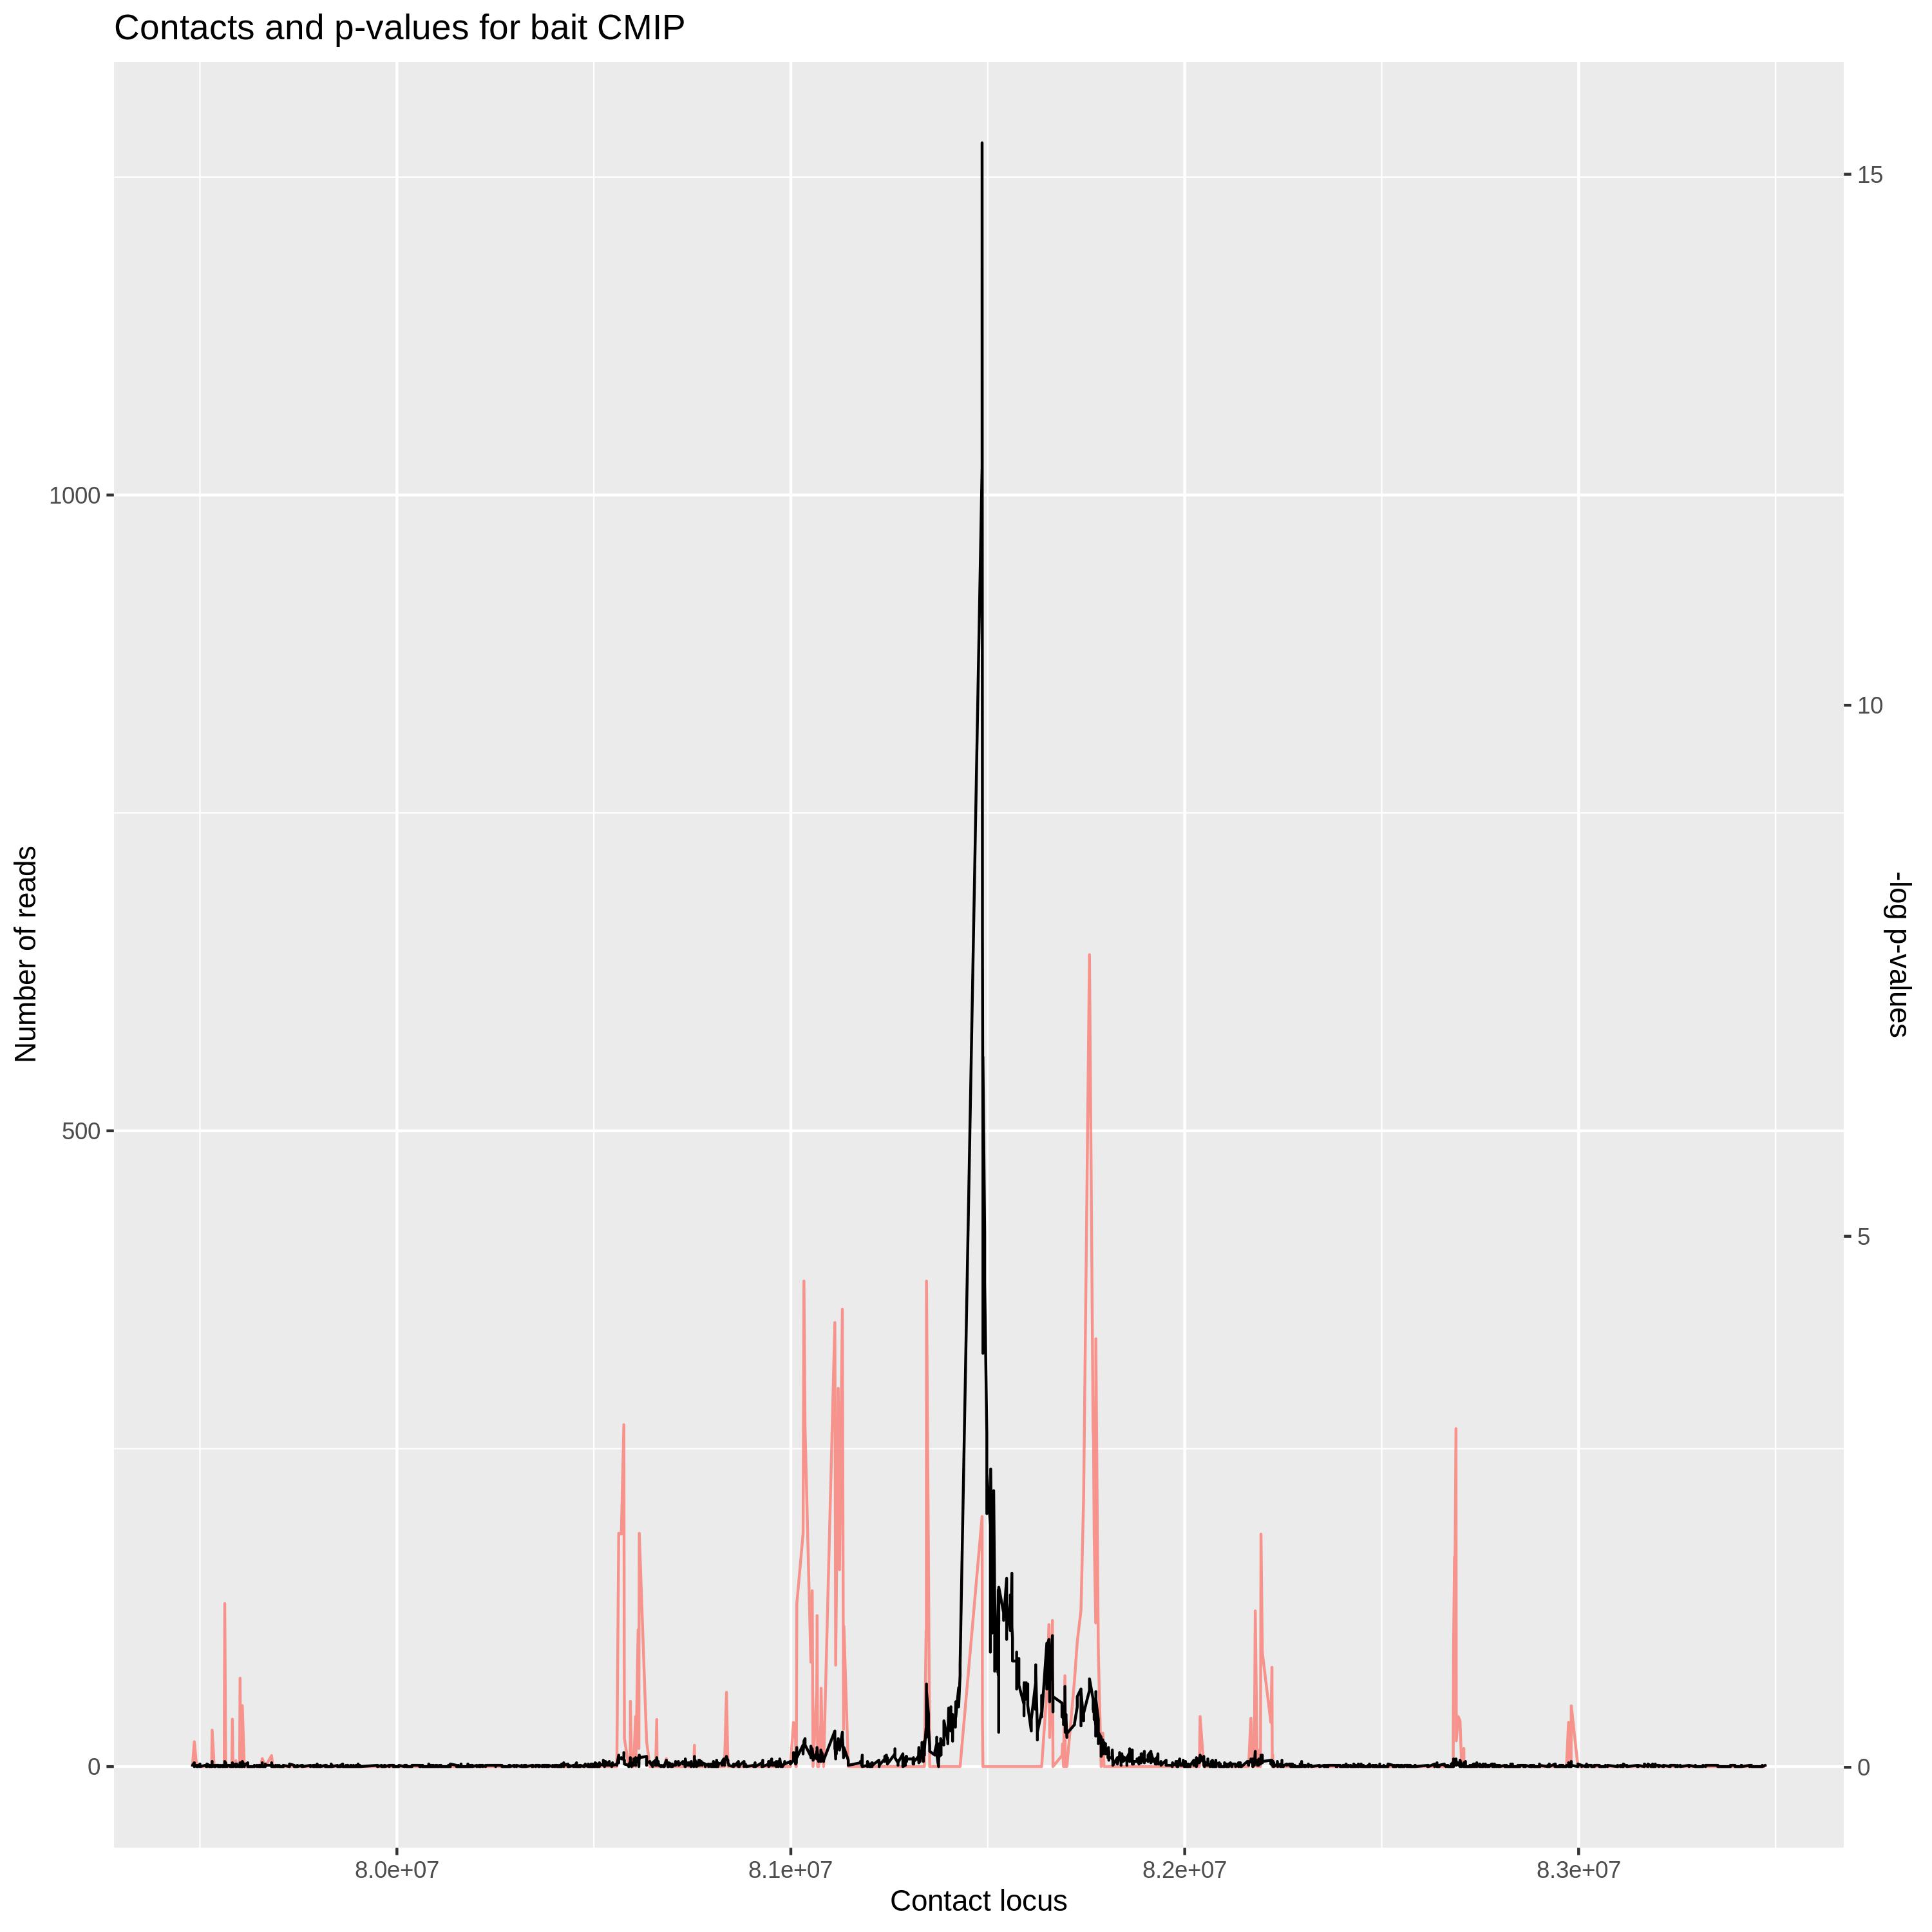 Contacts and p-values for bait CMIP
15
1000
10
Number of reads
-log p-values
500
5
0
0
8.0e+07
8.1e+07
8.2e+07
8.3e+07
Contact locus